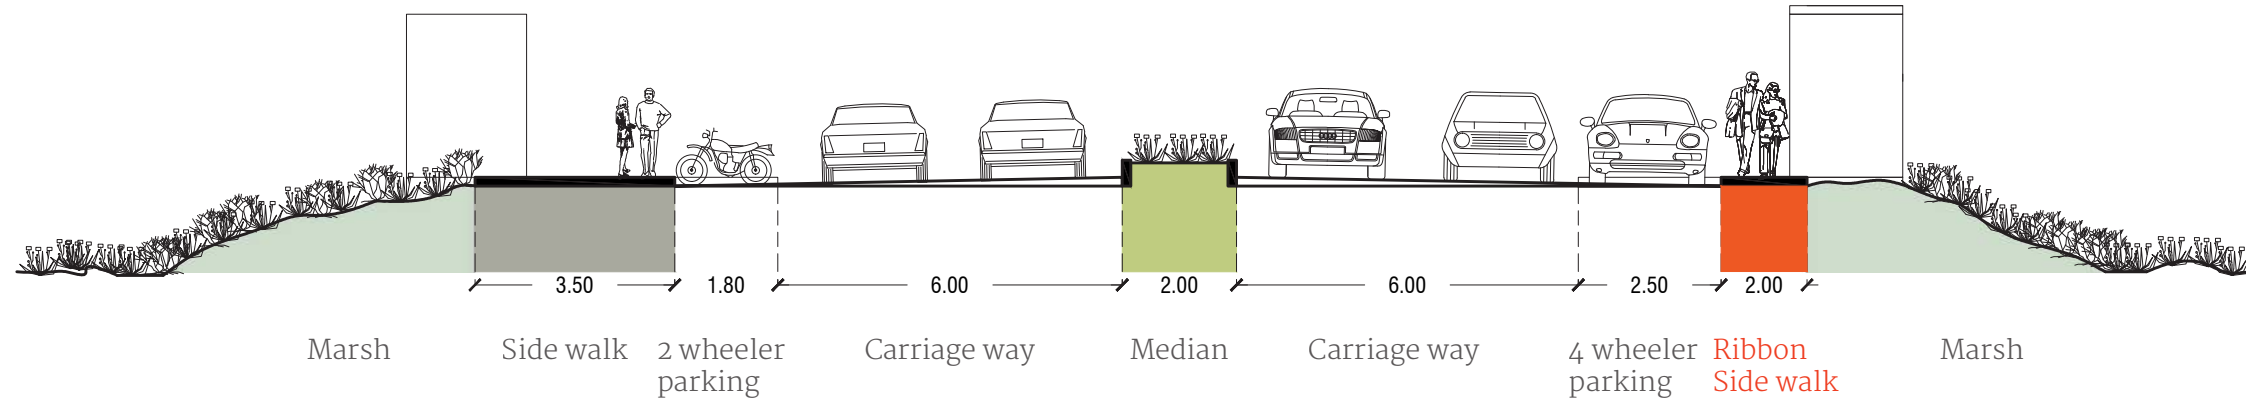 3.50 1.80 6.00 2.00 6.00 2.50 2.00
Marsh Side walk 2 wheeler Carriage way Median Carriage way 4 wheeler Ribbon Marsh
parking parking Side walk